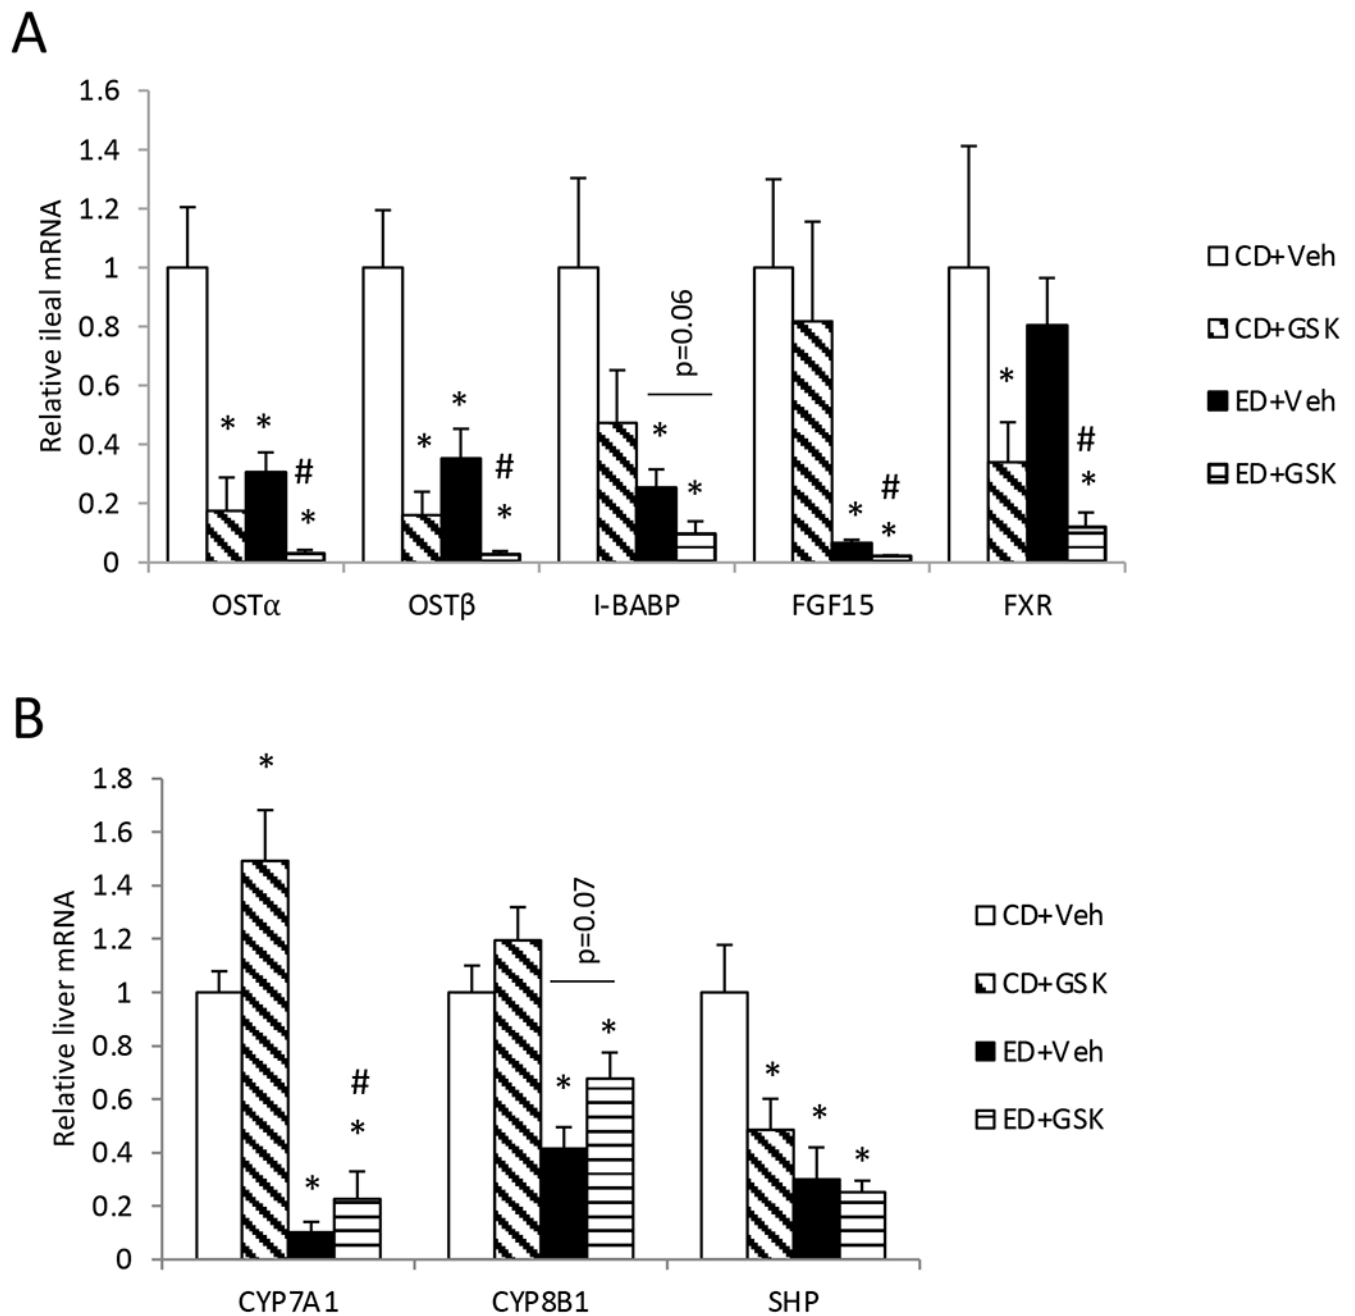 A
1.6
1.4
1.2
1
0.8
0.6
0.4
0.2
0
Relative ileal mRNA
* * # *
* * # *
* * p=0.06
* # *
* # *
OSTα OSTβ I-BABP FGF15 FXR
CD+Veh
CD+GSK
ED+Veh
ED+GSK
B
1.8
1.6
1.4
1.2
1
0.8
0.6
0.4
0.2
0
Relative liver mRNA
* * # *
* * p=0.07
* * *
CYP7A1 CYP8B1 SHP
CD+Veh
CD+GSK
ED+Veh
ED+GSK